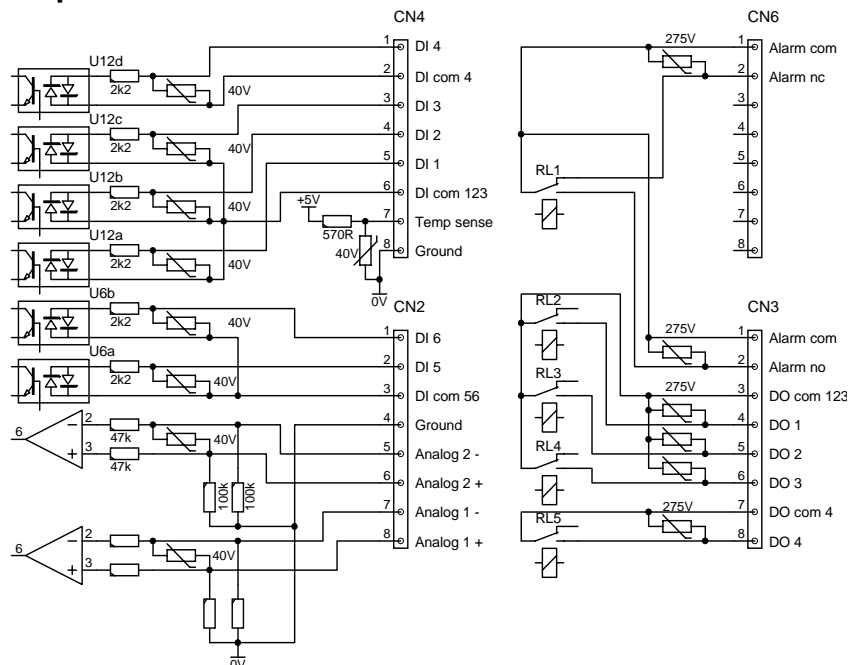 CN4
CN6
U12d
2k2
40V
1 DI 4
2 DI com 4
3 DI 3
4 DI 2
5 DI 1
6 DI com 123
7 Temp sense
8 Ground
U12c
2k2
U12b
2k2
40V
U12a
2k2
40V
+5V
570R
40V
0V
CN2
U6b
2k2
40V
U6a
2k2
40V
1 DI 6
2 DI 5
3 DI com 56
4 Ground
5 Analog 2 -
6 Analog 2 +
7 Analog 1 -
8 Analog 1 +
6
2
3
47k
47k
40V
100k
100k
6
2
3
40V
0V
275V
1 Alarm com
2 Alarm nc
3
4
5
6
7
8
RL1
CN3
RL2
RL3
RL4
RL5
275V
275V
275V
1 Alarm com
2 Alarm no
3 DO com 123
4 DO 1
5 DO 2
6 DO 3
7 DO com 4
8 DO 4